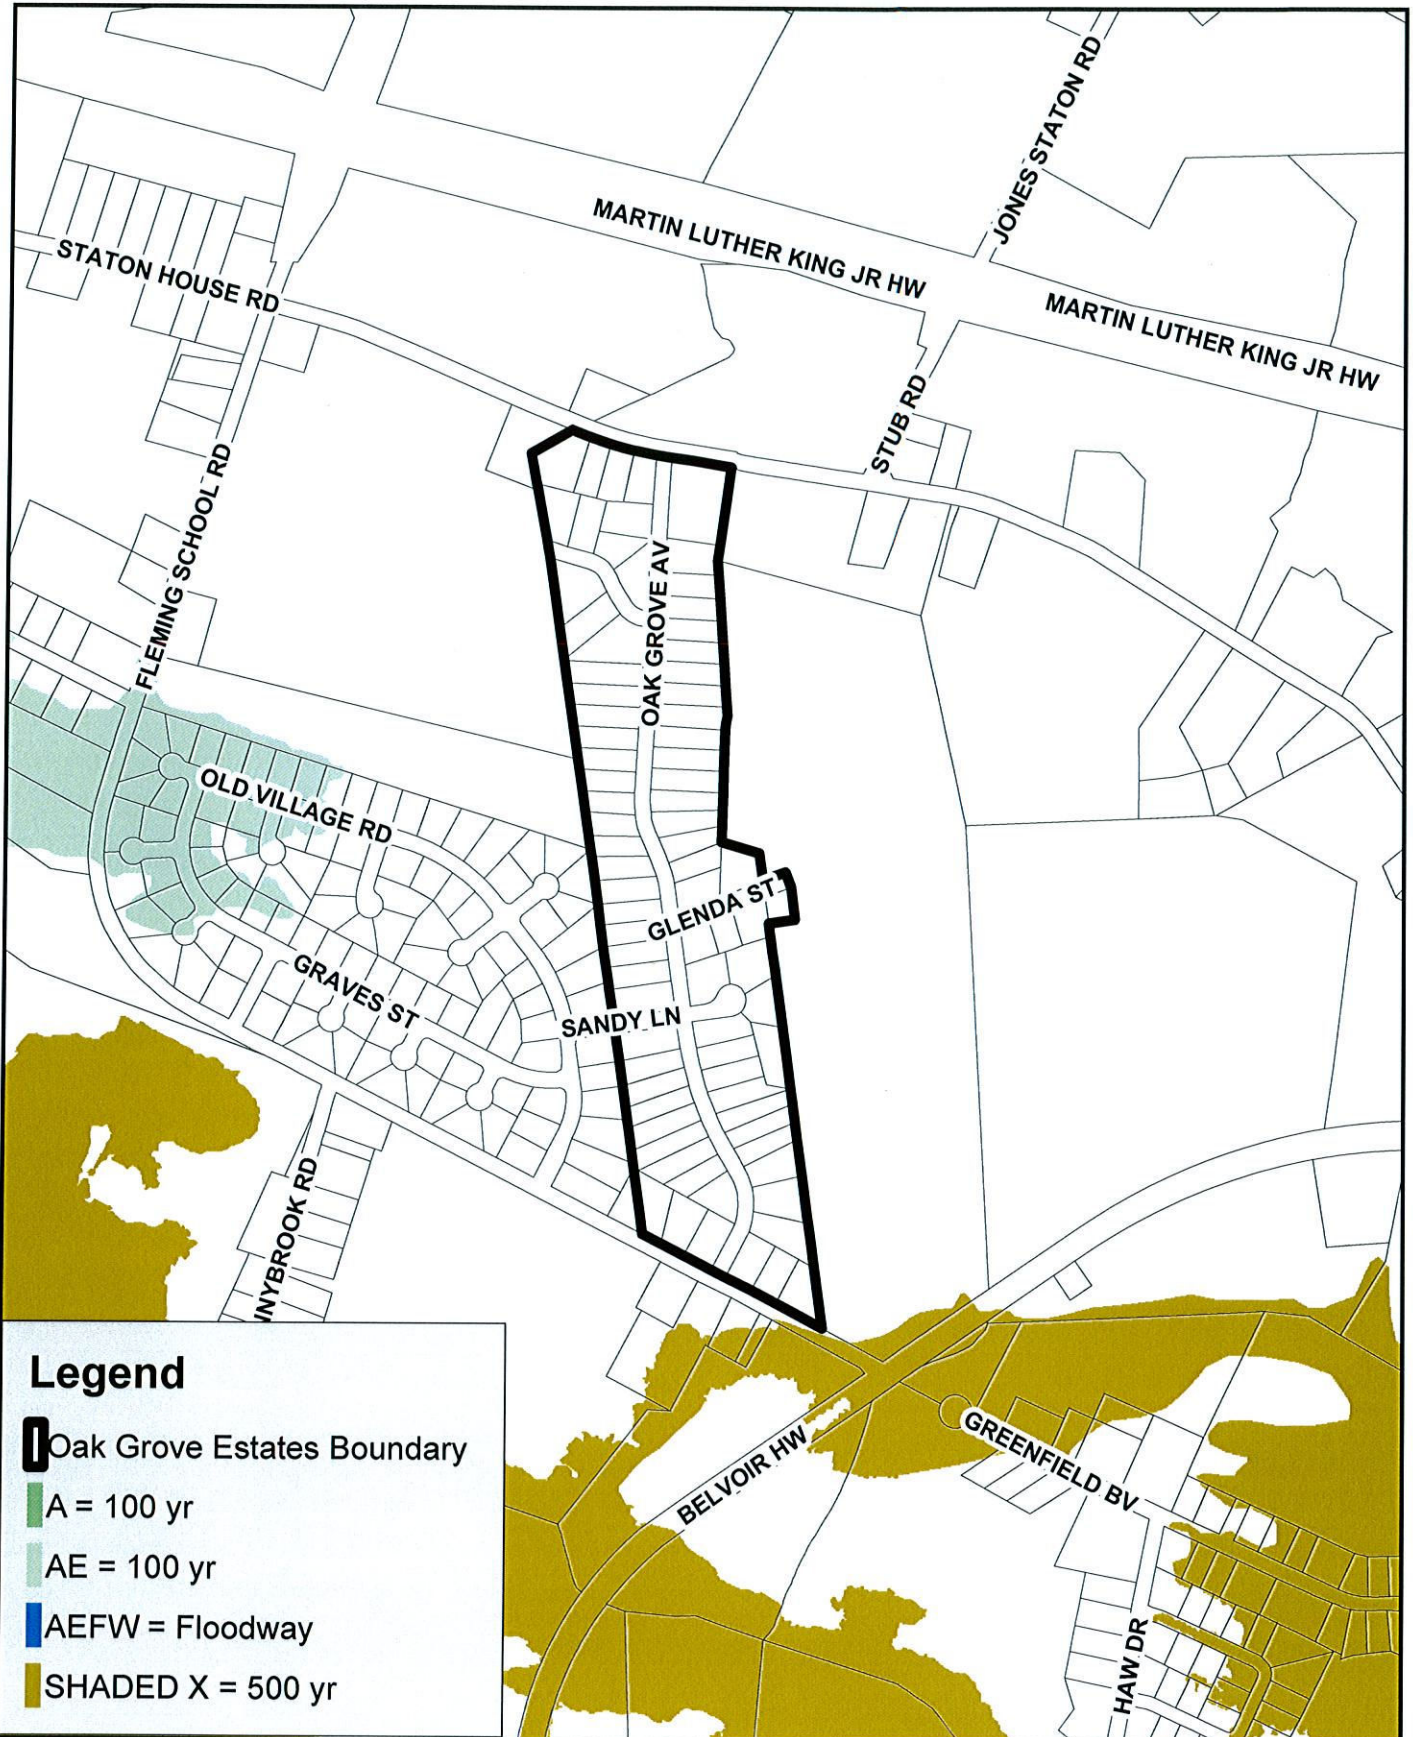 JONES STATON RD
MARTIN LUTHER KING JR HW
STATON HOUSE RD
MARTIN LUTHER KING JR HW
STUB RD
FLEMING SCHOOL RD
OAK GROVE AV
OLD VILLAGE RD
GLENDA ST
GRAVES ST
SANDY LN
NNYBROOK RD
GREENFIELD BV
BELVOIR HW
HAW DR
Legend
Oak Grove Estates Boundary
A = 100 yr
AE = 100 yr
AEFW = Floodway
SHADED X = 500 yr